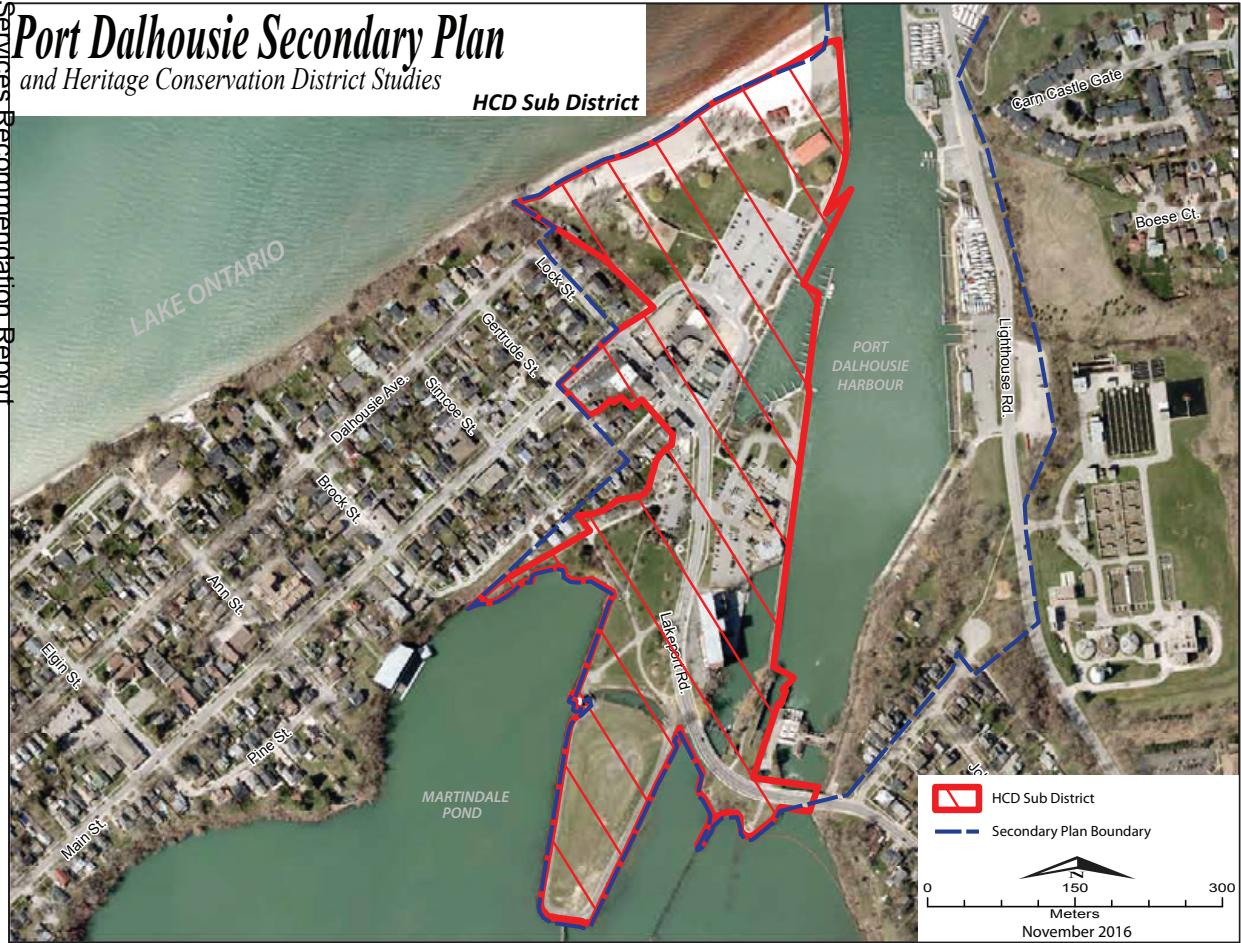 Services Recommendation Report
Port Dalhousie Secondary Plan
and Heritage Conservation District Studies
HCD Sub District
Carn Castle Gate
Boese Ct.
LAKE ONTARIO
Lock St.
Gertrude St.
PORT
DALHOUSIE
HARBOUR
Lighthouse Rd.
Simcoe St.
Dalhousie Ave.
Brock St.
Ann St.
Elgin St.
Lakeport Rd.
Pine St.
MARTINDALE
POND
Main St.
HCD Sub District
Secondary Plan Boundary
N
0 150 300
Meters
November 2016